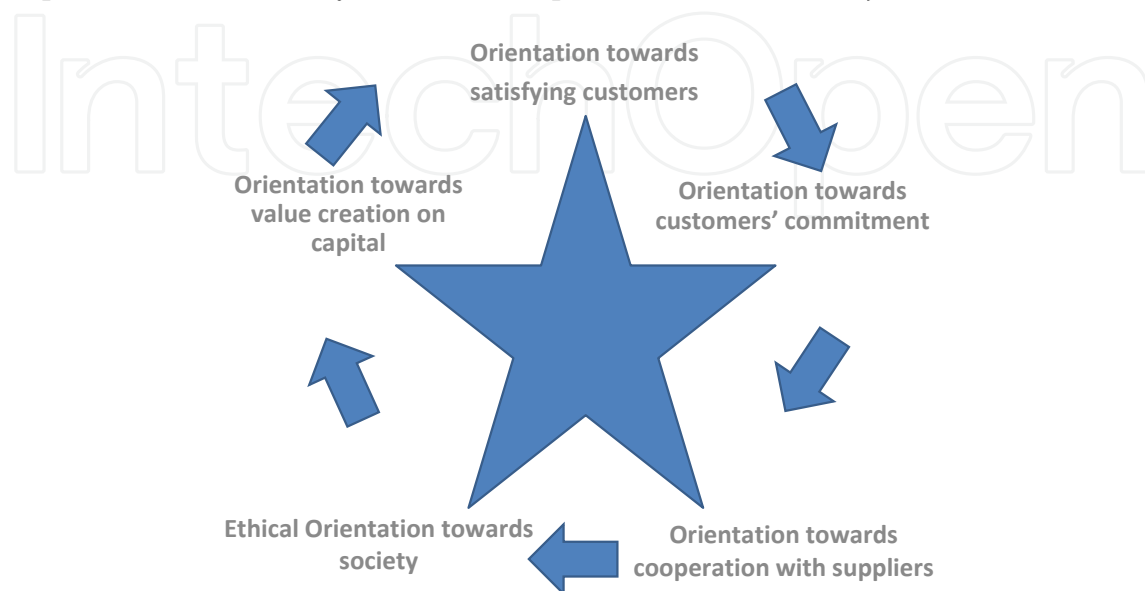 IntechOpen
Orientation towards
satisfying customers
Orientation towards
value creation on
capital
Orientation towards
customers' commitment
Ethical Orientation towards
society
Orientation towards
cooperation with suppliers